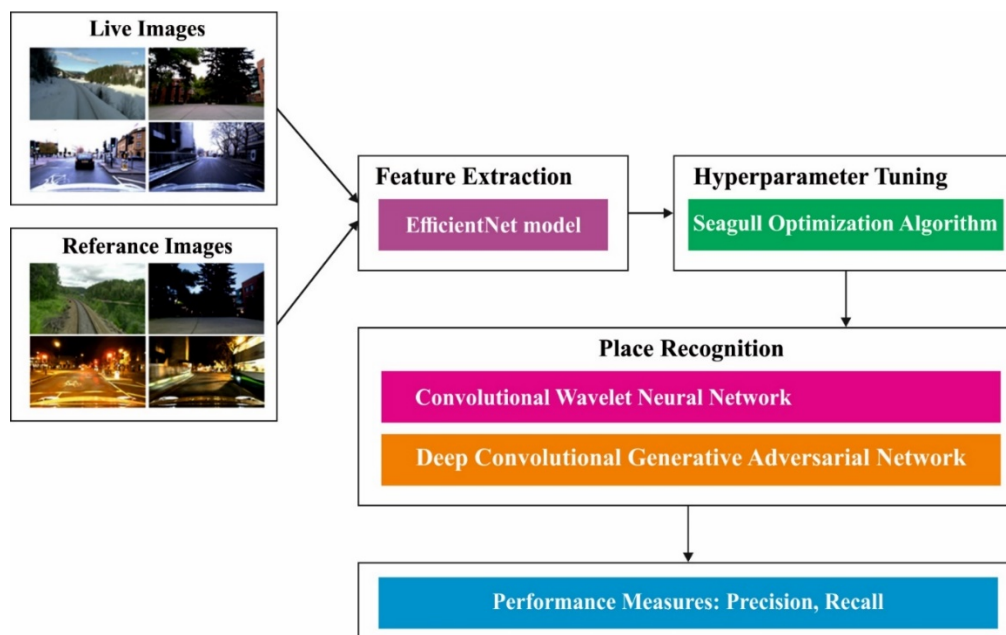 Live Images
Referance Images
Feature Extraction
EfficientNet model
Hyperparameter Tuning
Seagull Optimization Algorithm
Place Recognition
Convolutional Wavelet Neural Network
Deep Convolutional Generative Adversarial Network
Performance Measures: Precision, Recall